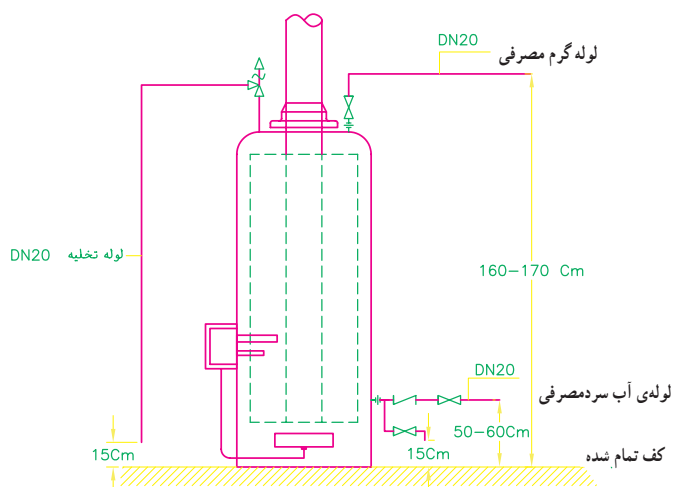 DN20
لوله گرم مصرفی
DN20 لوله تخلیه
160-170 Cm
DN20
لوله‌ی آب سردمصرفی
50-60Cm
15Cm
15Cm
کف تمام شده